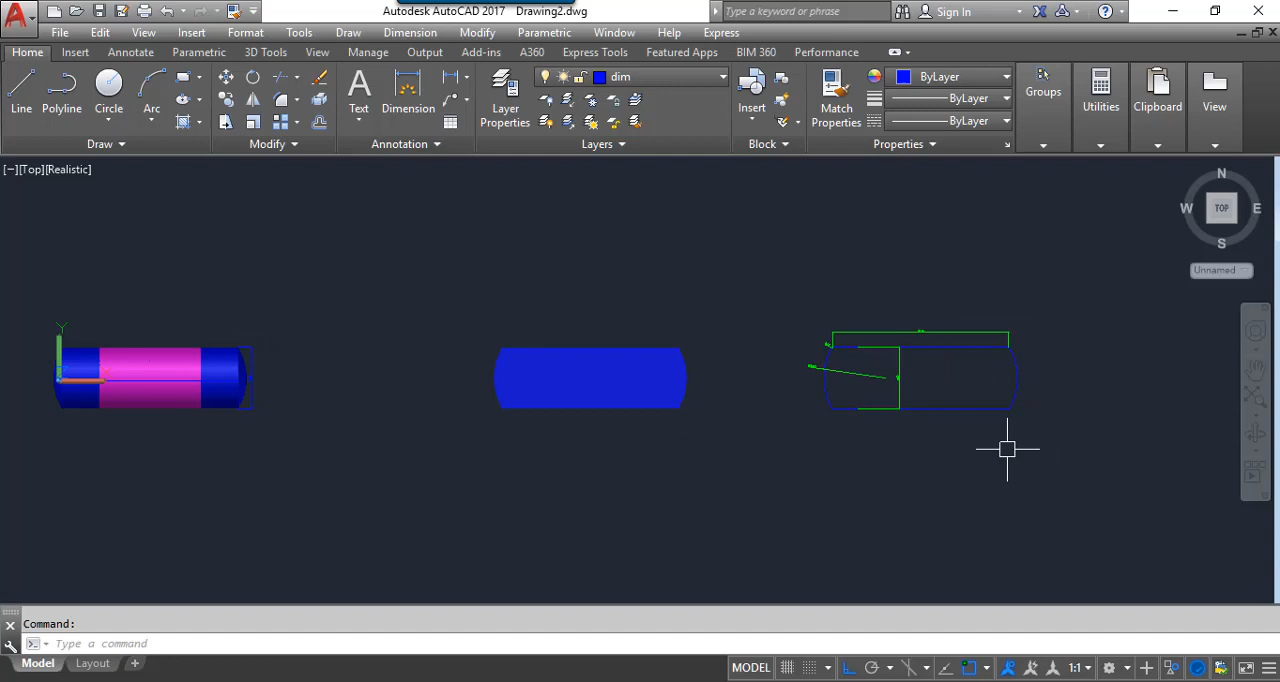 Autodesk AutoCAD 2017 Drawing2.dwg
Type a keyword or phrase
Sign In
File Edit View Insert Format Tools Draw Dimension Modify Parametric Window Help Express
Home Insert Annotate Parametric 3D Tools View Manage Output Add-ins A360 Express Tools Featured Apps BIM 360 Performance
dim
ByLayer
ByLayer
ByLayer
Line Polyline Circle Arc
Text Dimension
Layer Properties
Insert
Match Properties
Groups Utilities Clipboard View
Draw Modify Annotation Layers Block Properties
[−][Top][Realistic]
N
W TOP E
S
Unnamed
Y
Command:
Type a command
Model Layout +
MODEL 1:1